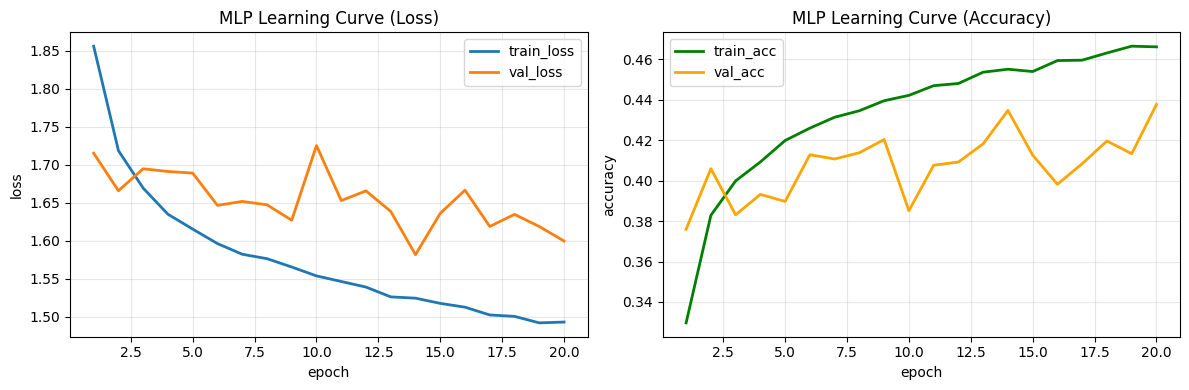 MLP Learning Curve (Loss)
train_loss
val_loss
loss
1.85
1.80
1.75
1.70
1.65
1.60
1.55
1.50
2.5 5.0 7.5 10.0 12.5 15.0 17.5 20.0
epoch
MLP Learning Curve (Accuracy)
train_acc
val_acc
accuracy
0.46
0.44
0.42
0.40
0.38
0.36
0.34
2.5 5.0 7.5 10.0 12.5 15.0 17.5 20.0
epoch